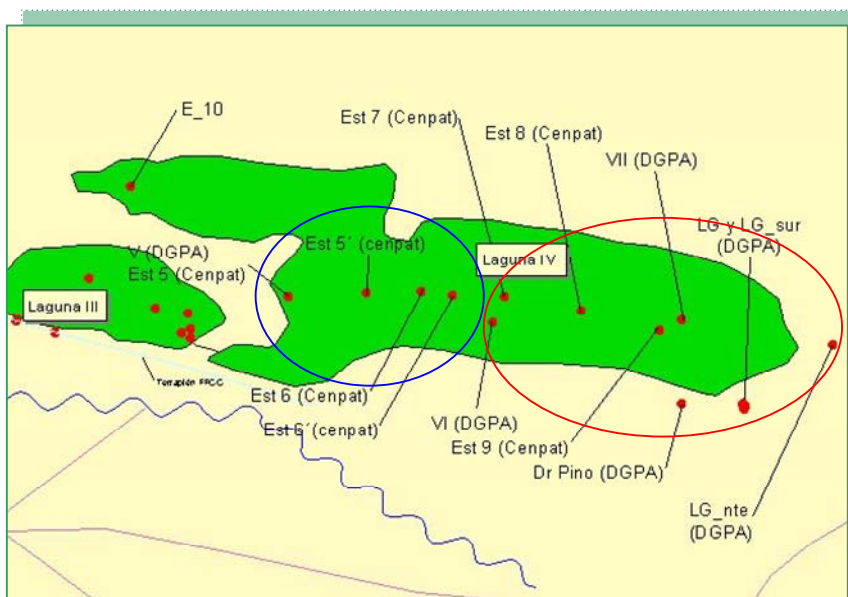 E_10
Est 7 (Cenpat)
Est 8 (Cenpat)
VII (DGPA)
LG y LG_sur
(DGPA)
V (DGPA)
Est 5 (Cenpat)
Est 5´ (cenpat)
Laguna IV
Laguna III
Terraplén FFCC
Est 6 (Cenpat)
Est 6´(cenpat)
VI (DGPA)
Est 9 (Cenpat)
Dr Pino (DGPA)
LG_nte
(DGPA)